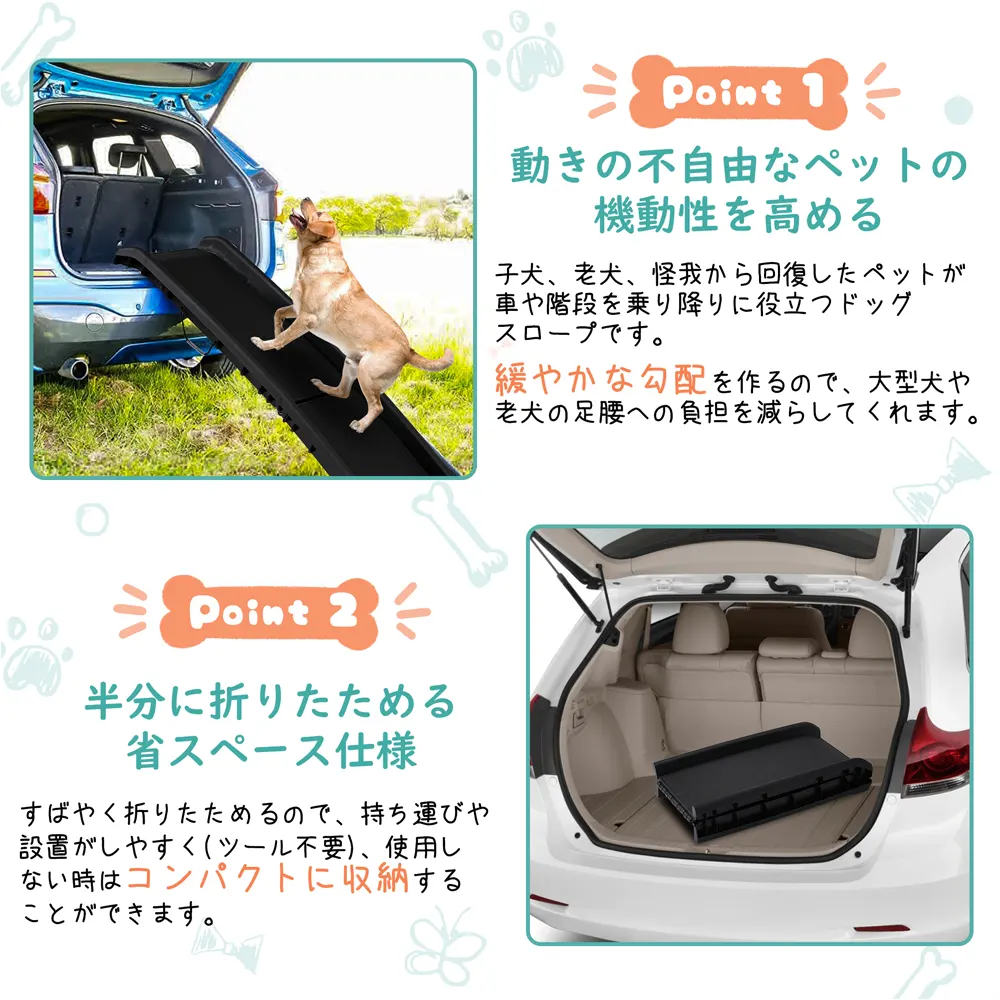 Point 1
動きの不自由なペットの
機動性を高める
子犬、老犬、怪我から回復したペットが
車や階段を乗り降りに役立つドッグ
スロープです。
緩やかな勾配を作るので、大型犬や
老犬の足腰への負担を減らしてくれます。
Point 2
半分に折りたためる
省スペース仕様
すばやく折りたためるので、持ち運びや
設置がしやすく(ツール不要)、使用し
ない時はコンパクトに収納する
ことができます。